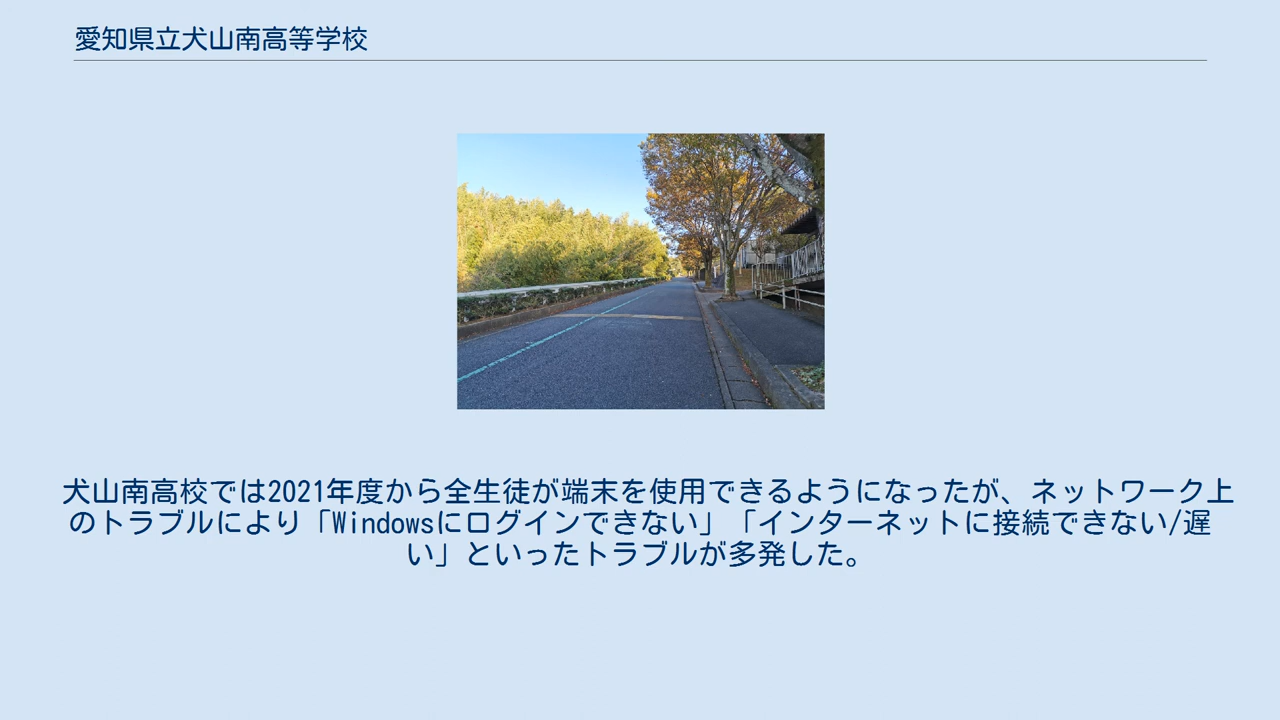 愛知県立犬山南高等学校
犬山南高校では2021年度から全生徒が端末を使用できるようになったが、ネットワーク上
のトラブルにより「Windowsにログインできない」「インターネットに接続できない/遅
い」といったトラブルが多発した。